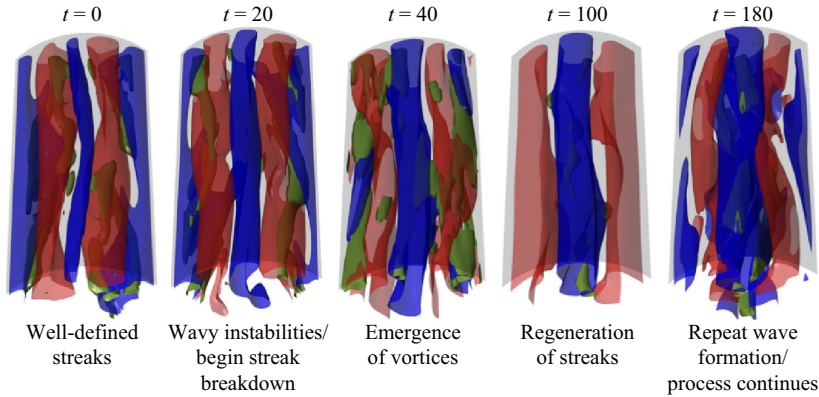 t = 0
t = 20
t = 40
t = 100
t = 180
Well-defined
streaks
Wavy instabilities/
begin streak
breakdown
Emergence
of vortices
Regeneration
of streaks
Repeat wave
formation/
process continues